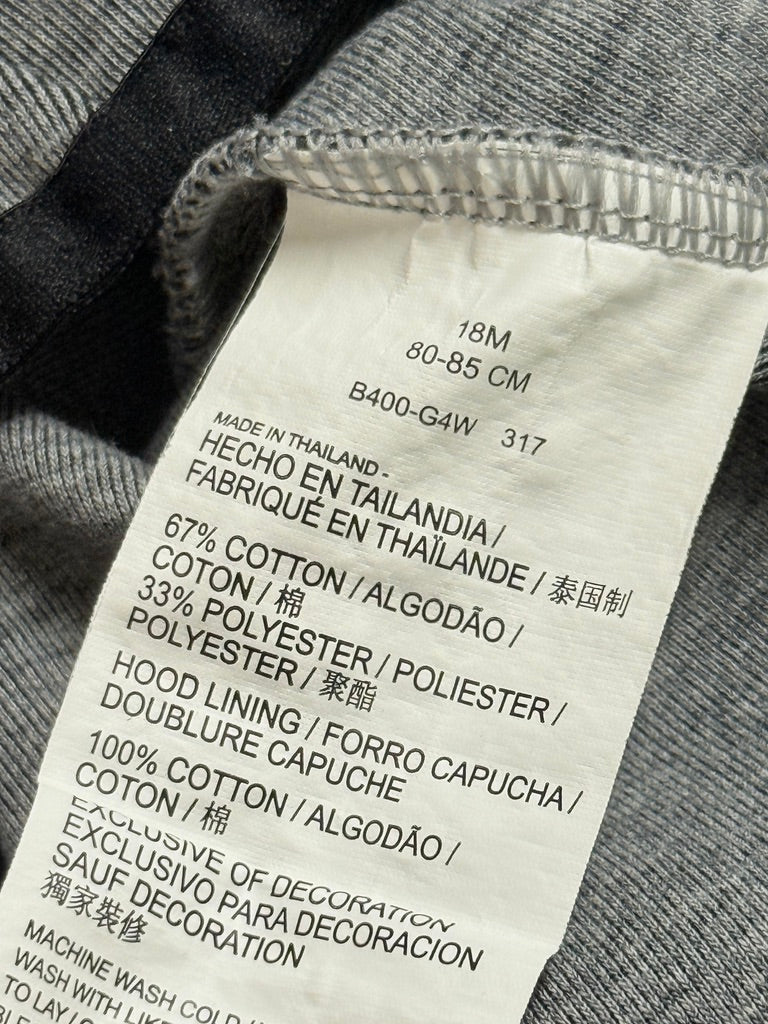 18M
80-85 CM
B400-G4W 317
MADE IN THAILAND -
HECHO EN TAILANDIA /
FABRIQUÉ EN THAÏLANDE / 泰国制
67% COTTON / ALGODÃO /
COTON / 棉
33% POLYESTER / POLIESTER /
POLYESTER / 聚酯
HOOD LINING / FORRO CAPUCHA /
DOUBLURE CAPUCHE
100% COTTON / ALGODÃO /
COTON / 棉
EXCLUSIVE OF DECORATION
EXCLUSIVO PARA DECORACION
SAUF DECORATION
獨家裝修
MACHINE WASH COLD
WASH WITH LIKE
TO LAY /